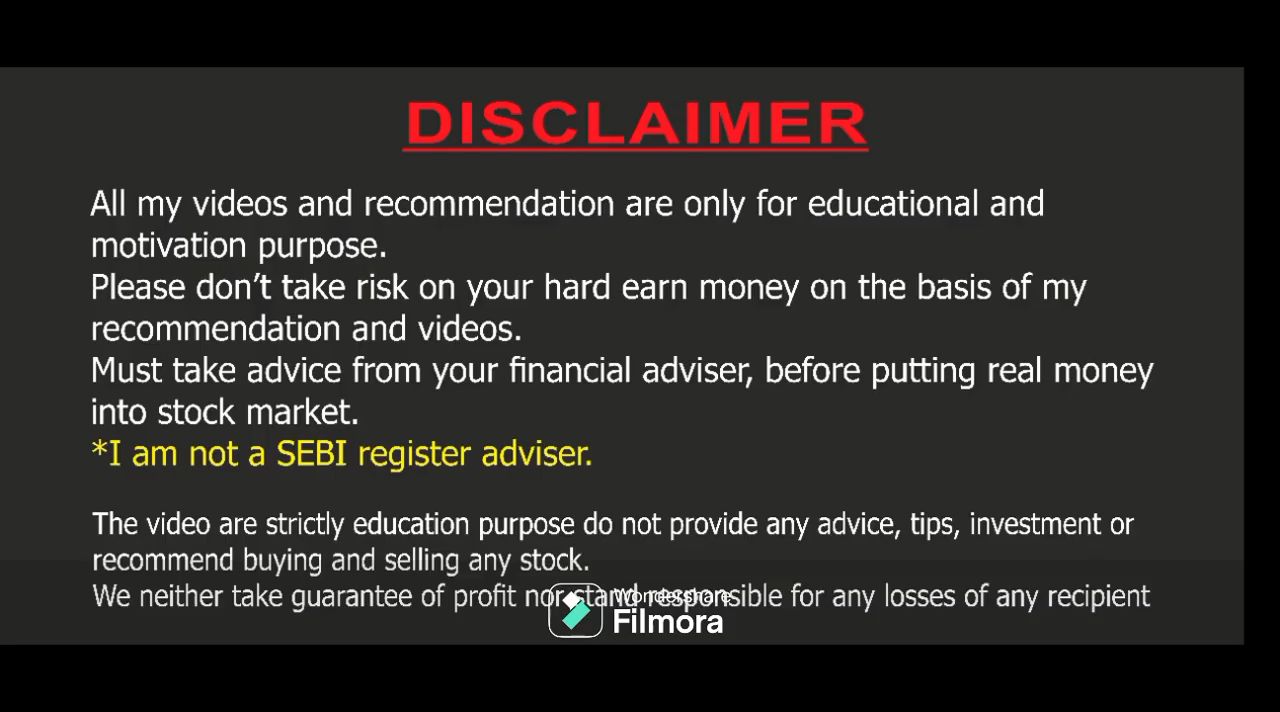 DISCLAIMER
All my videos and recommendation are only for educational and
motivation purpose.
Please don't take risk on your hard earn money on the basis of my
recommendation and videos.
Must take advice from your financial adviser, before putting real money
into stock market.
*I am not a SEBI register adviser.
The video are strictly education purpose do not provide any advice, tips, investment or
recommend buying and selling any stock.
We neither take guarantee of profit nor stand responsible for any losses of any recipient
Wondershare
Filmora